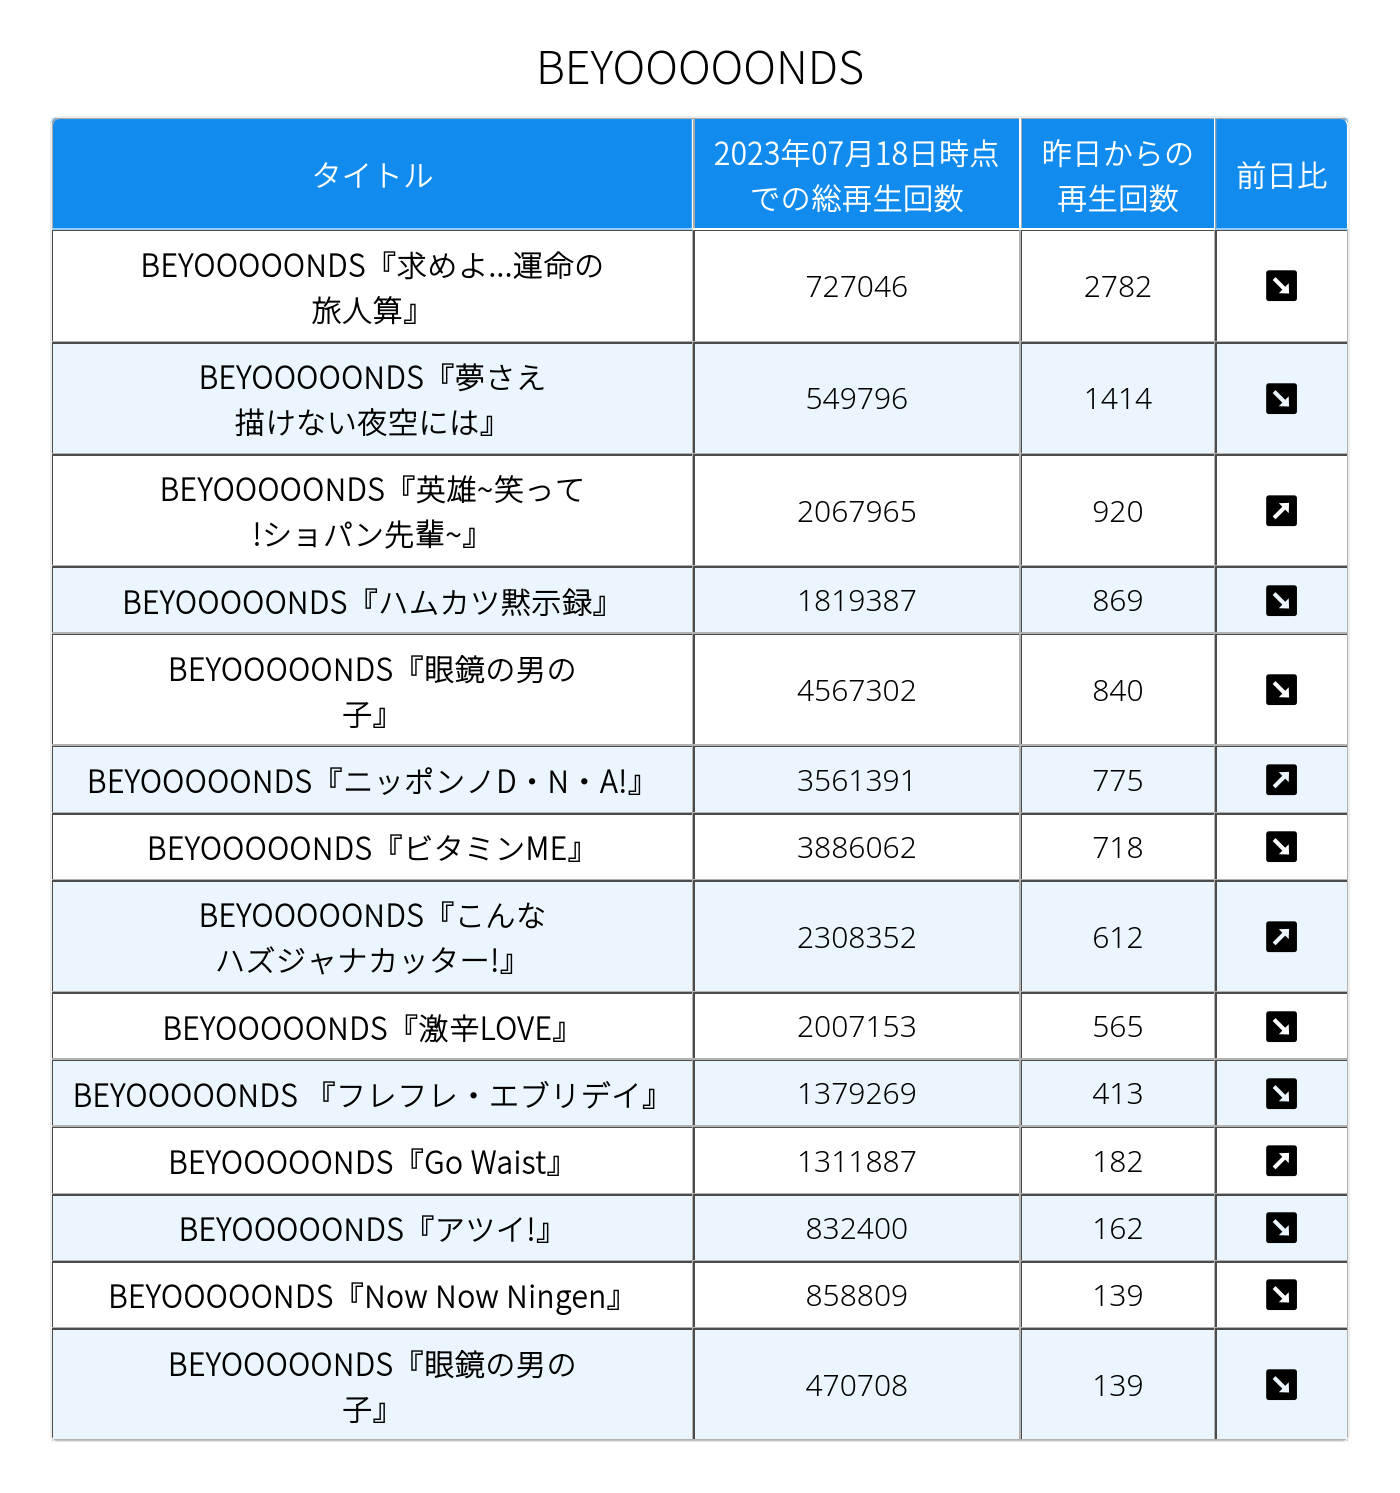 BEYOOOOONDS
タイトル
2023年07月18日時点
での総再生回数
昨日からの
再生回数
前日比
BEYOOOOONDS『求めよ...運命の
旅人算』
727046
2782
BEYOOOOONDS『夢さえ
描けない夜空には』
549796
1414
BEYOOOOONDS『英雄~笑って
!ショパン先輩~』
2067965
920
BEYOOOOONDS『ハムカツ黙示録』
1819387
869
BEYOOOOONDS『眼鏡の男の
子』
4567302
840
BEYOOOOONDS『ニッポンノD・N・A!』
3561391
775
BEYOOOOONDS『ビタミンME』
3886062
718
BEYOOOOONDS『こんな
ハズジャナカッター!』
2308352
612
BEYOOOOONDS『激辛LOVE』
2007153
565
BEYOOOOONDS 『フレフレ・エブリデイ』
1379269
413
BEYOOOOONDS『Go Waist』
1311887
182
BEYOOOOONDS『アツイ!』
832400
162
BEYOOOOONDS『Now Now Ningen』
858809
139
BEYOOOOONDS『眼鏡の男の
子』
470708
139